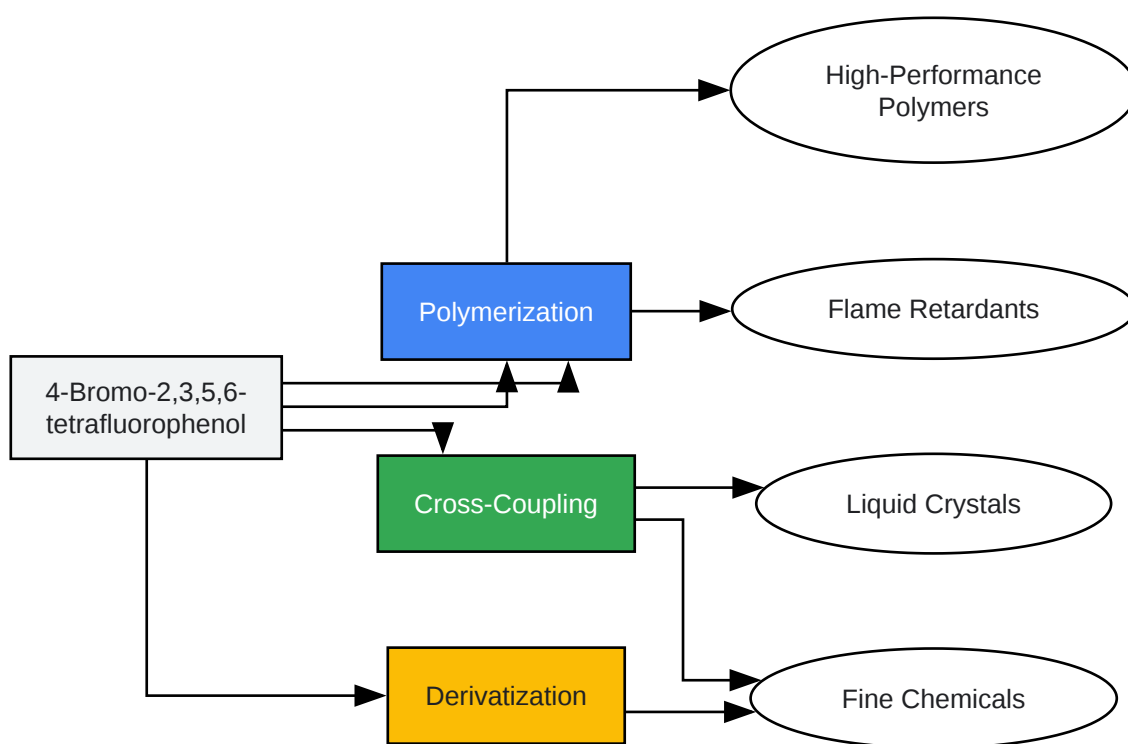 High-Performance
Polymers
Polymerization
Flame Retardants
4-Bromo-2,3,5,6-
tetrafluorophenol
Cross-Coupling
Liquid Crystals
Derivatization
Fine Chemicals